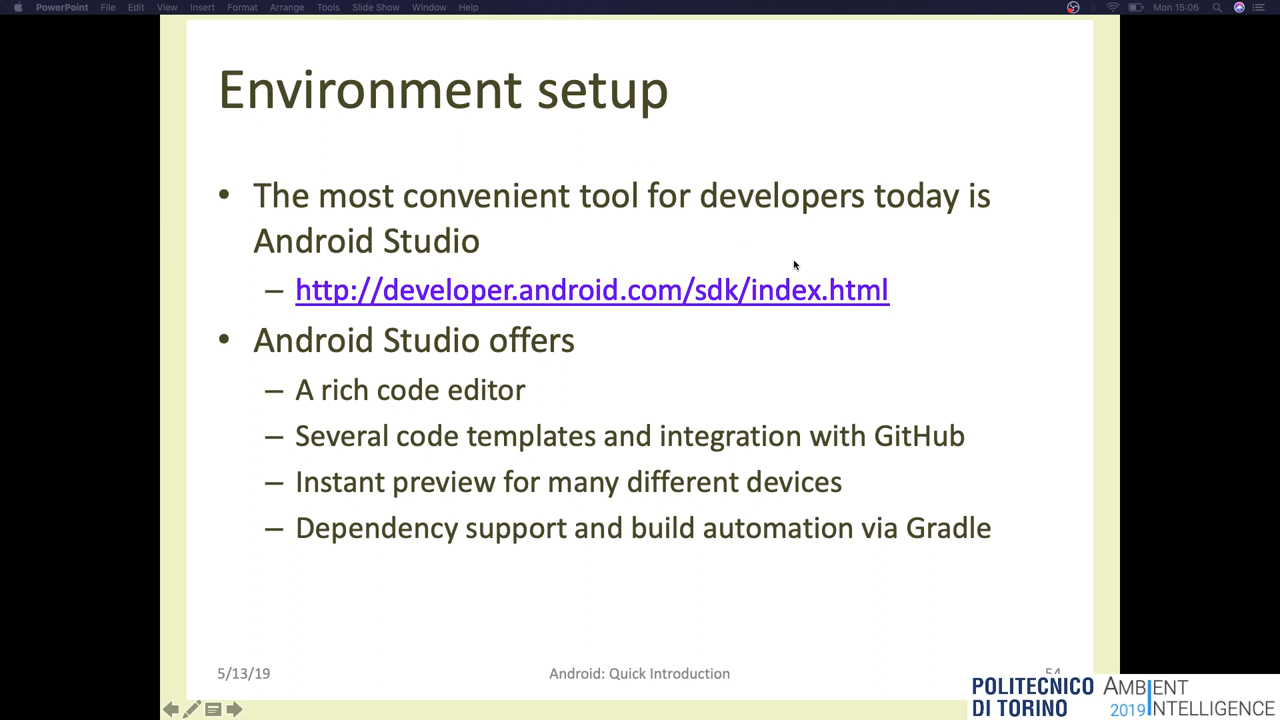 PowerPoint File Edit View Insert Format Arrange Tools Slide Show Window Help Mon 15:06
Environment setup
• The most convenient tool for developers today is
Android Studio
– http://developer.android.com/sdk/index.html
• Android Studio offers
– A rich code editor
– Several code templates and integration with GitHub
– Instant preview for many different devices
– Dependency support and build automation via Gradle
5/13/19 Android: Quick Introduction 54
POLITECNICO
DI TORINO
AMBIENT
2019 INTELLIGENCE